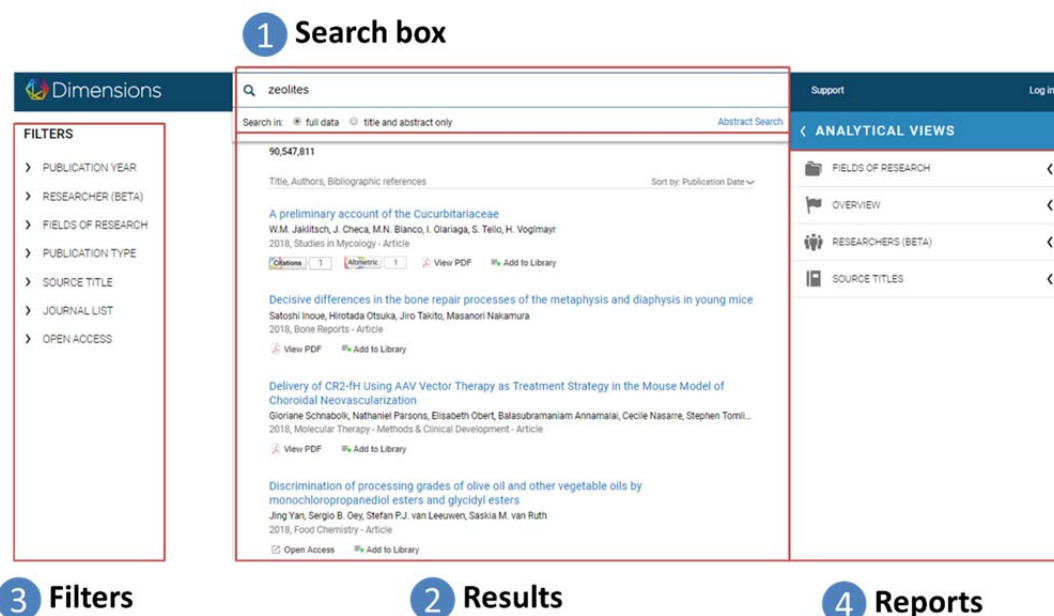 1 Search box
Dimensions
zeolites
Support
Log in
Search in: full data title and abstract only
Abstract Search
FILTERS
PUBLICATION YEAR
RESEARCHER (BETA)
FIELDS OF RESEARCH
PUBLICATION TYPE
SOURCE TITLE
JOURNAL LIST
OPEN ACCESS
90,547,811
Title, Authors, Bibliographic references
Sort by: Publication Date
A preliminary account of the Cucurbitariaceae
W.M. Jaklitsch, J. Checa, M.N. Blanco, I. Olariaga, S. Tello, H. Voglmayr
2018, Studies in Mycology - Article
Citations 1 Altmetric 1 View PDF Add to Library
Decisive differences in the bone repair processes of the metaphysis and diaphysis in young mice
Satoshi Inoue, Hirotada Otsuka, Jiro Takito, Masanori Nakamura
2018, Bone Reports - Article
View PDF Add to Library
Delivery of CR2-fH Using AAV Vector Therapy as Treatment Strategy in the Mouse Model of
Choroidal Neovascularization
Gloriane Schnabolk, Nathaniel Parsons, Elisabeth Obert, Balasubramaniam Annamalai, Cecile Nasarre, Stephen Tomli...
2018, Molecular Therapy - Methods & Clinical Development - Article
View PDF Add to Library
Discrimination of processing grades of olive oil and other vegetable oils by
monochloropropanediol esters and glycidyl esters
Jing Yan, Sergio B. Oey, Stefan P.J. van Leeuwen, Saskia M. van Ruth
2018, Food Chemistry - Article
Open Access Add to Library
ANALYTICAL VIEWS
FIELDS OF RESEARCH
OVERVIEW
RESEARCHERS (BETA)
SOURCE TITLES
3 Filters
2 Results
4 Reports